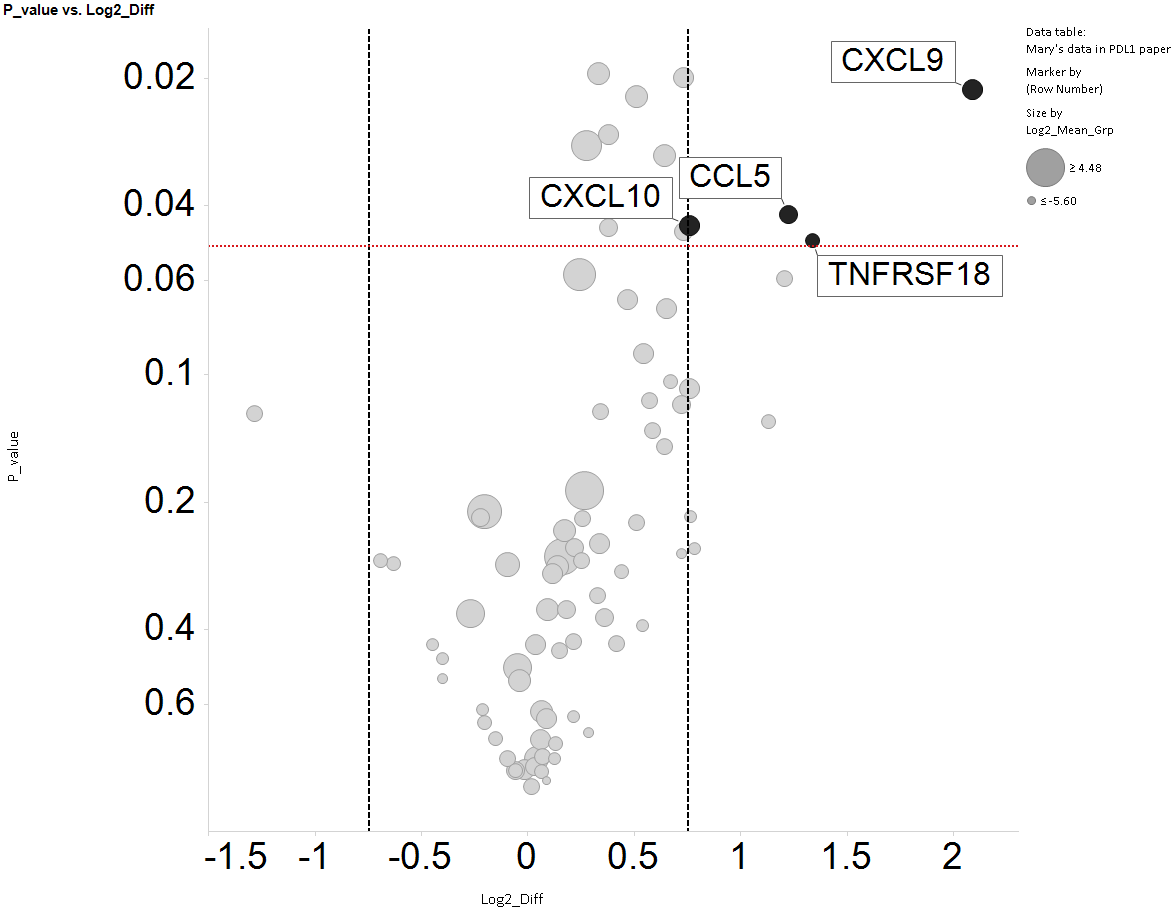 P_value vs. Log2_Diff
Data table:
Mary's data in PDL1 paper
Marker by
(Row Number)
Size by
Log2_Mean_Grp
≥ 4.48
≤ -5.60
CXCL9
CCL5
CXCL10
TNFRSF18
0.02
0.04
0.06
0.1
0.2
0.4
0.6
P_value
-1.5
-1
-0.5
0
0.5
1
1.5
2
Log2_Diff